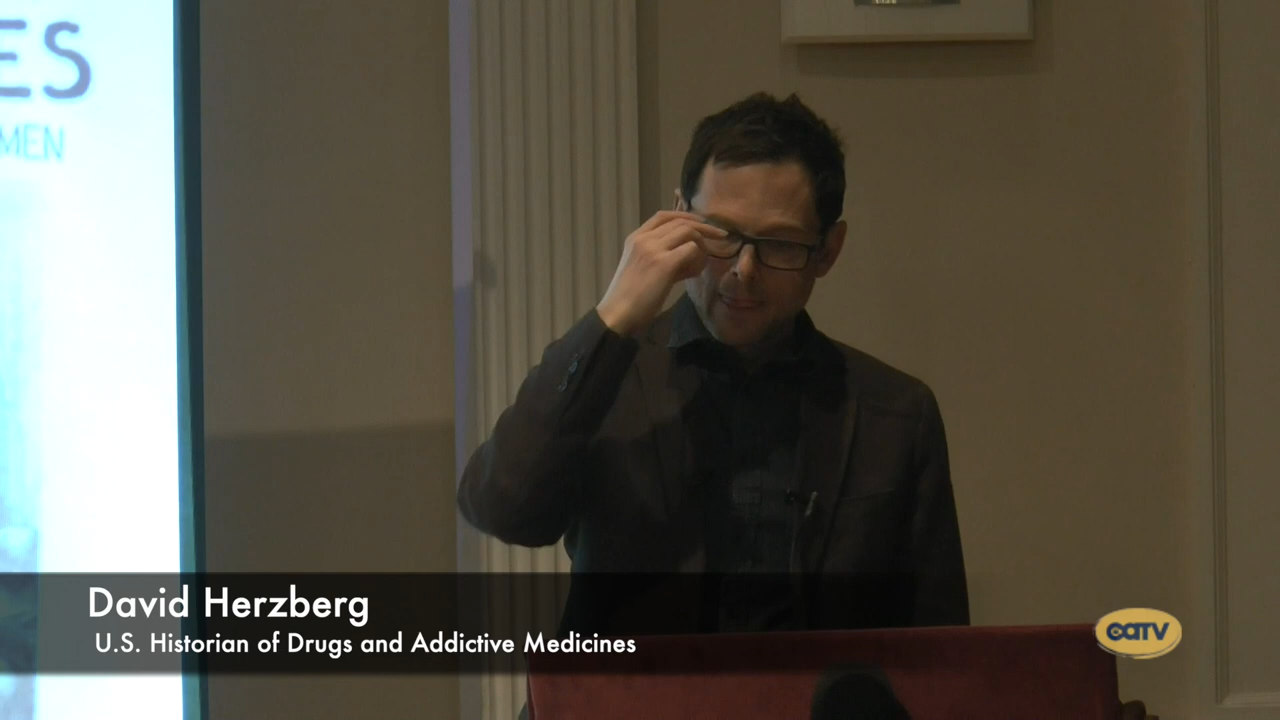 ES
MEN
David Herzberg
U.S. Historian of Drugs and Addictive Medicines
CATV